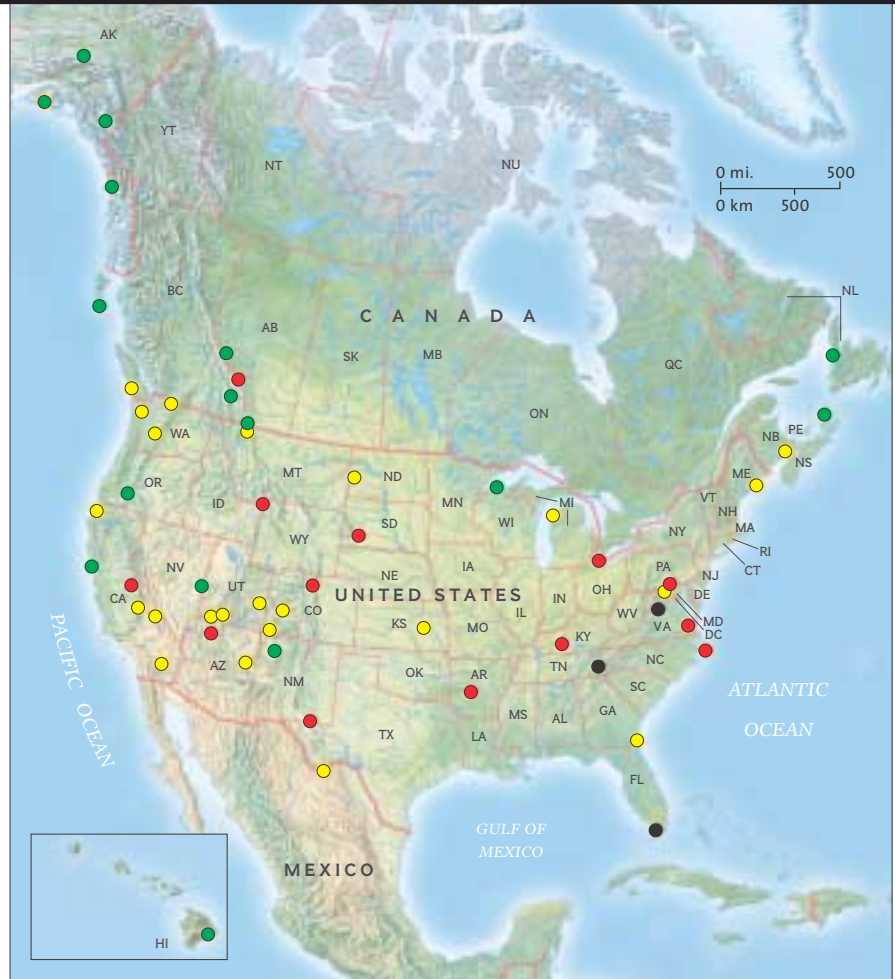 AK
YT
NT
NU
0 mi. 500
0 km 500
BC
NL
AB
C A N A D A
SK
MB
QC
ON
WA
NB
PE
NS
MT
ND
ME
OR
ID
MN
MI
VT
NH
WI
SD
NY
MA
WY
RI
NV
IA
PA
CT
UT
NE
NJ
UNITED STATES
OH
DE
CA
CO
IN
IL
WV
KS
MO
VA
MD
KY
DC
AZ
OK
TN
NC
NM
AR
SC
ATLANTIC
OCEAN
MS
AL
GA
TX
LA
PACIFIC OCEAN
FL
GULF OF
MEXICO
MEXICO
HI